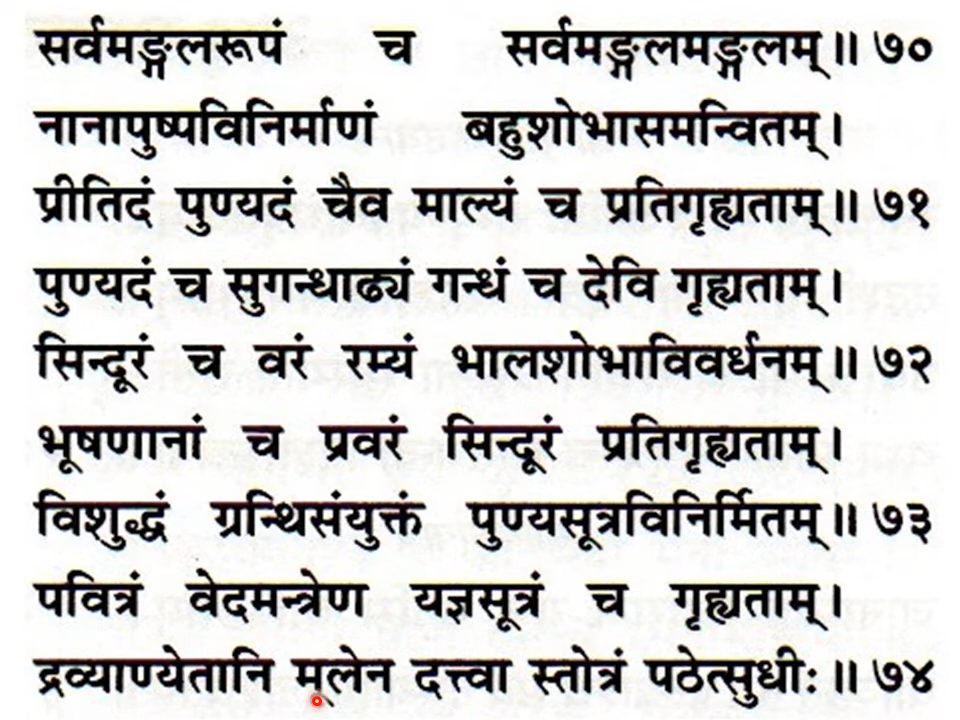 सर्वमङ्गलरूपं च सर्वमङ्गलमङ्गलम्॥ ७०
नानापुष्पविनिर्माणं बहुशोभासमन्वितम्।
प्रीतिदं पुण्यदं चैव माल्यं च प्रतिगृह्यताम्॥ ७१
पुण्यदं च सुगन्धाढ्यं गन्धं च देवि गृह्यताम्।
सिन्दूरं च वरं रम्यं भालशोभाविवर्धनम्॥ ७२
भूषणानां च प्रवरं सिन्दूरं प्रतिगृह्यताम्।
विशुद्धं ग्रन्थिसंयुक्तं पुण्यसूत्रविनिर्मितम्॥ ७३
पवित्रं वेदमन्त्रेण यज्ञसूत्रं च गृह्यताम्।
द्रव्याण्येतानि मूलेन दत्त्वा स्तोत्रं पठेत्सुधीः॥ ७४